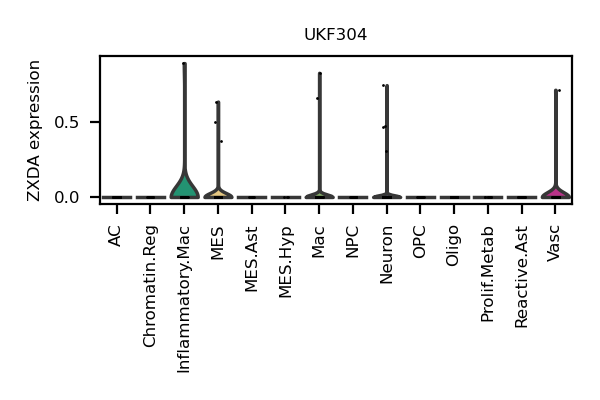 UKF304
ZXDA expression
0.5
0.0
AC
Chromatin.Reg
Inflammatory.Mac
MES
MES.Ast
MES.Hyp
Mac
NPC
Neuron
OPC
Oligo
Prolif.Metab
Reactive.Ast
Vasc